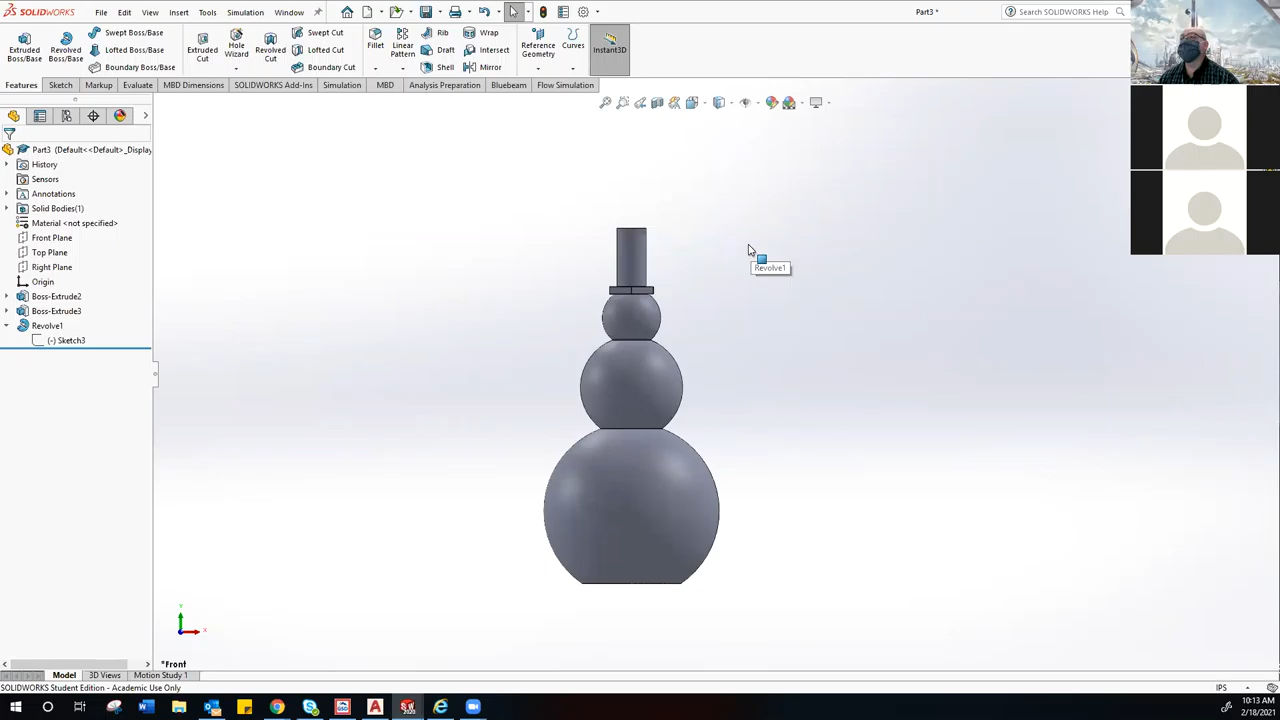 SOLIDWORKS File Edit View Insert Tools Simulation Window Part3 * Search SOLIDWORKS Help
Extruded Boss/Base
Revolved Boss/Base
Swept Boss/Base
Lofted Boss/Base
Boundary Boss/Base
Extruded Cut
Hole Wizard
Revolved Cut
Swept Cut
Lofted Cut
Boundary Cut
Fillet
Linear Pattern
Rib
Draft
Shell
Wrap
Intersect
Mirror
Reference Geometry
Curves
Instant3D
Features Sketch Markup Evaluate MBD Dimensions SOLIDWORKS Add-Ins Simulation MBD Analysis Preparation Bluebeam Flow Simulation
Part3 (Default<<Default>_Display
History
Sensors
Annotations
Solid Bodies(1)
Material <not specified>
Front Plane
Top Plane
Right Plane
Origin
Boss-Extrude2
Boss-Extrude3
Revolve1
(-) Sketch3
Revolve1
Y
X
*Front
Model 3D Views Motion Study 1
SOLIDWORKS Student Edition - Academic Use Only IPS
10:13 AM
2/18/2021